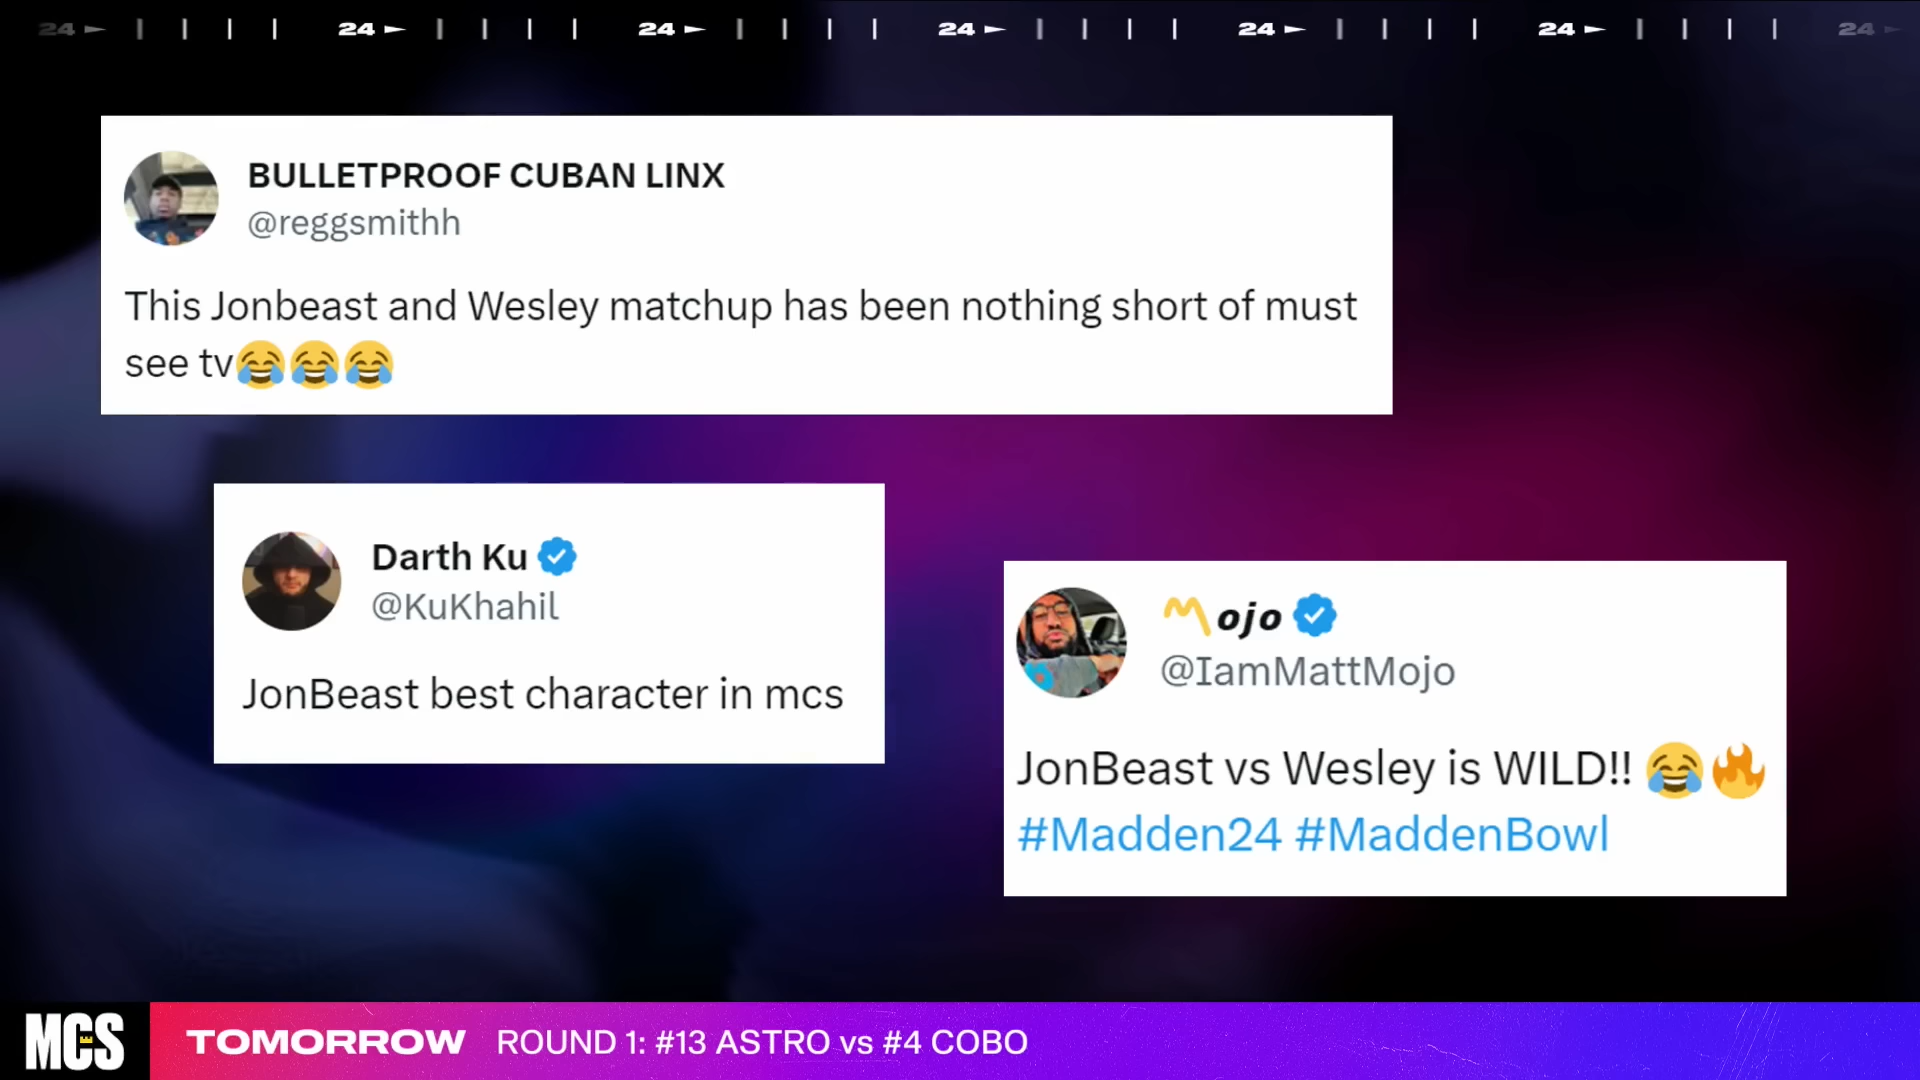 24 24 24 24 24 24 24
BULLETPROOF CUBAN LINX
@reggsmithh
This Jonbeast and Wesley matchup has been nothing short of must
see tv😂😂😂
Darth Ku
@KuKhahil
JonBeast best character in mcs
Mojo
@IamMattMojo
JonBeast vs Wesley is WILD!! 😂🔥
#Madden24 #MaddenBowl
MCS
TOMORROW ROUND 1: #13 ASTRO vs #4 COBO